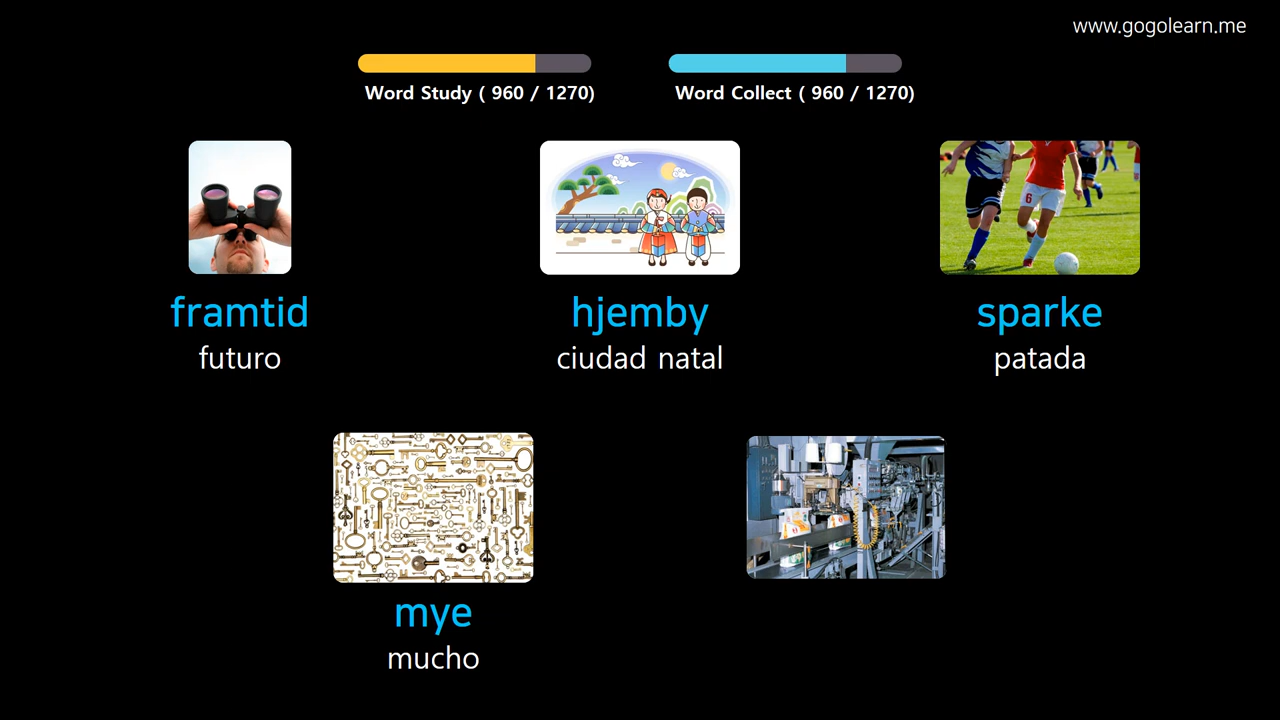 www.gogolearn.me
Word Study ( 960 / 1270)
Word Collect ( 960 / 1270)
framtid
futuro
hjemby
ciudad natal
sparke
patada
6
mye
mucho